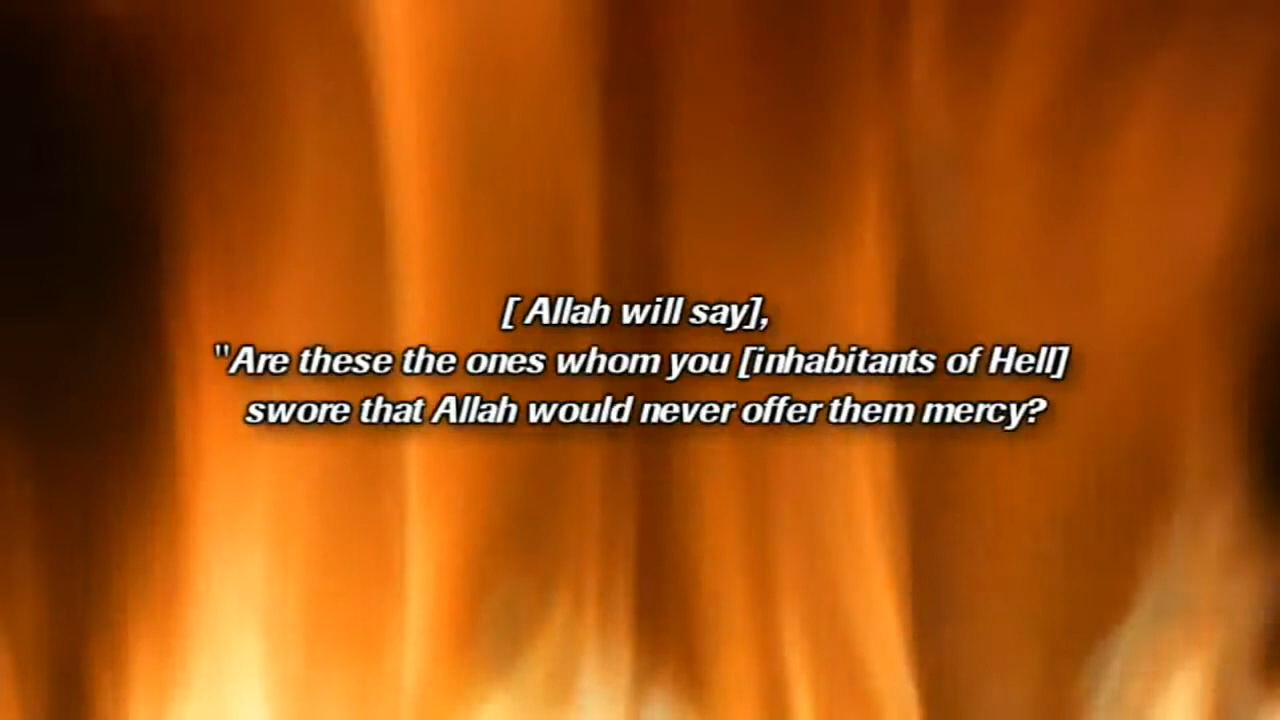 [ Allah will say],
"Are these the ones whom you [inhabitants of Hell]
swore that Allah would never offer them mercy?